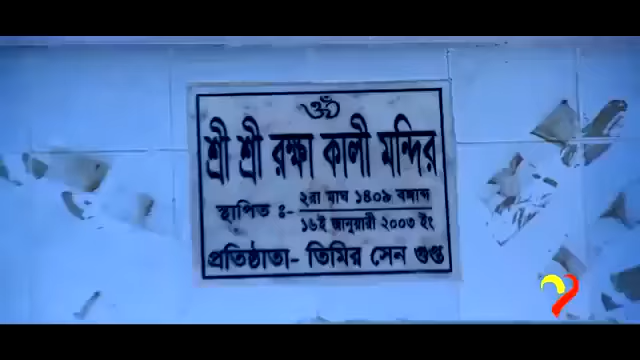 ওঁ
শ্রী শ্রী রক্ষা কালী মন্দির
স্থাপিত ঃ- ২রা মাঘ ১৪০৯ বঙ্গাব্দ
১৬ই জানুয়ারী ২০০৩ ইং
প্রতিষ্ঠাতা- তিমির সেন গুপ্ত